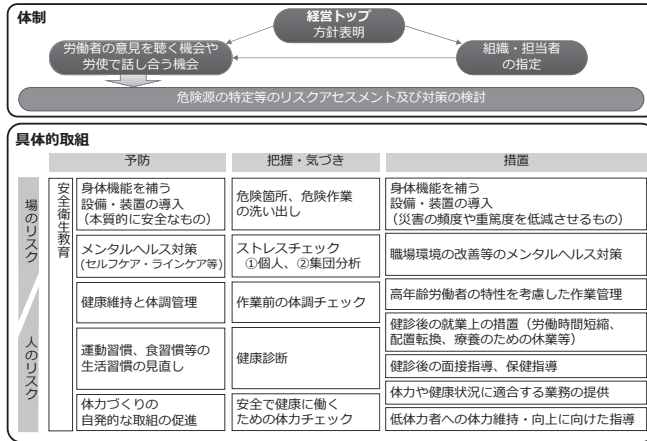 体制
経営トップ
方針表明
労働者の意見を聴く機会や
労使で話し合う機会
組織・担当者
の指定
危険源の特定等のリスクアセスメント及び対策の検討
具体的取組
予防
把握・気づき
措置
場のリスク
人のリスク
安全衛生教育
身体機能を補う
設備・装置の導入
（本質的に安全なもの）
危険箇所、危険作業
の洗い出し
身体機能を補う
設備・装置の導入
（災害の頻度や重篤度を低減させるもの）
メンタルヘルス対策
(セルフケア・ラインケア等)
ストレスチェック
①個人、②集団分析
職場環境の改善等のメンタルヘルス対策
健康維持と体調管理
作業前の体調チェック
高年齢労働者の特性を考慮した作業管理
運動習慣、食習慣等の
生活習慣の見直し
健康診断
健診後の就業上の措置（労働時間短縮、
配置転換、療養のための休業等）
健診後の面接指導、保健指導
体力づくりの
自発的な取組の促進
安全で健康に働く
ための体力チェック
体力や健康状況に適合する業務の提供
低体力者への体力維持・向上に向けた指導